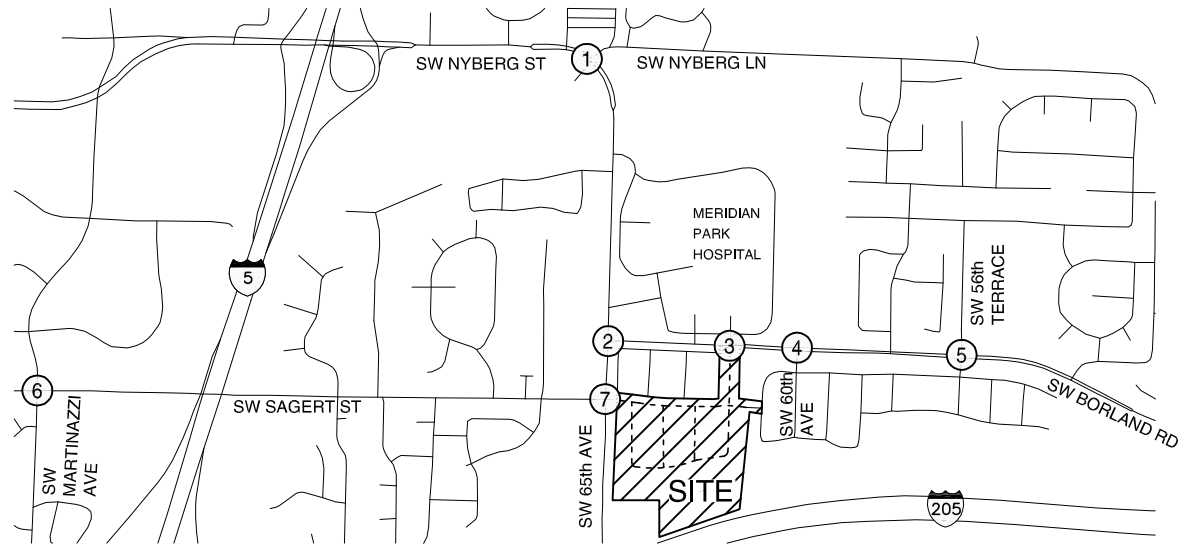 1
SW NYBERG ST
SW NYBERG LN
MERIDIAN
PARK
HOSPITAL
5
SW 56th
TERRACE
2
3
4
5
6
SW SAGERT ST
7
SW 60th
AVE
SW BORLAND RD
SW
MARTINAZZI
AVE
SW 65th AVE
SITE
205